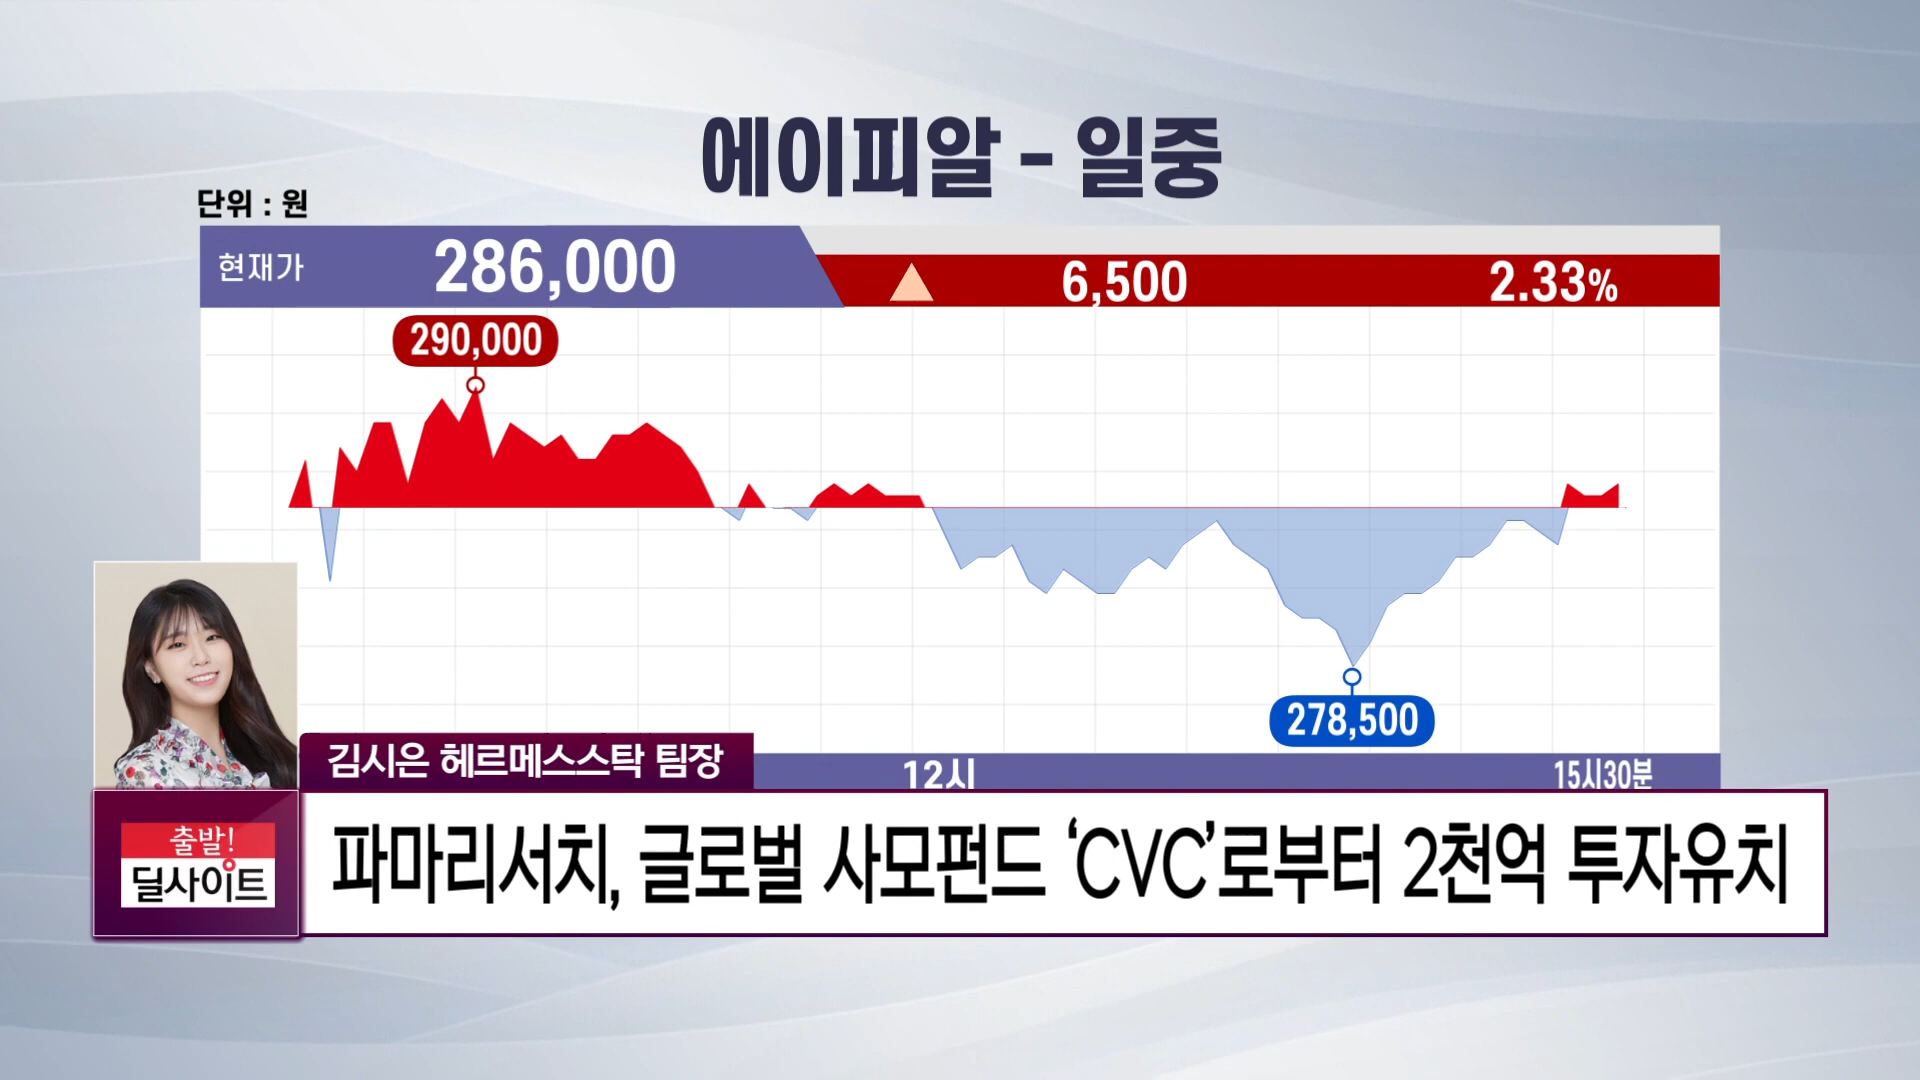 에이피알 - 일중
단위 : 원
현재가 286,000 ▲ 6,500 2.33%
290,000
278,500
12시 15시30분
김시은 헤르메스스탁 팀장
출발!
딜사이트
파마리서치, 글로벌 사모펀드 ‘CVC’로부터 2천억 투자유치